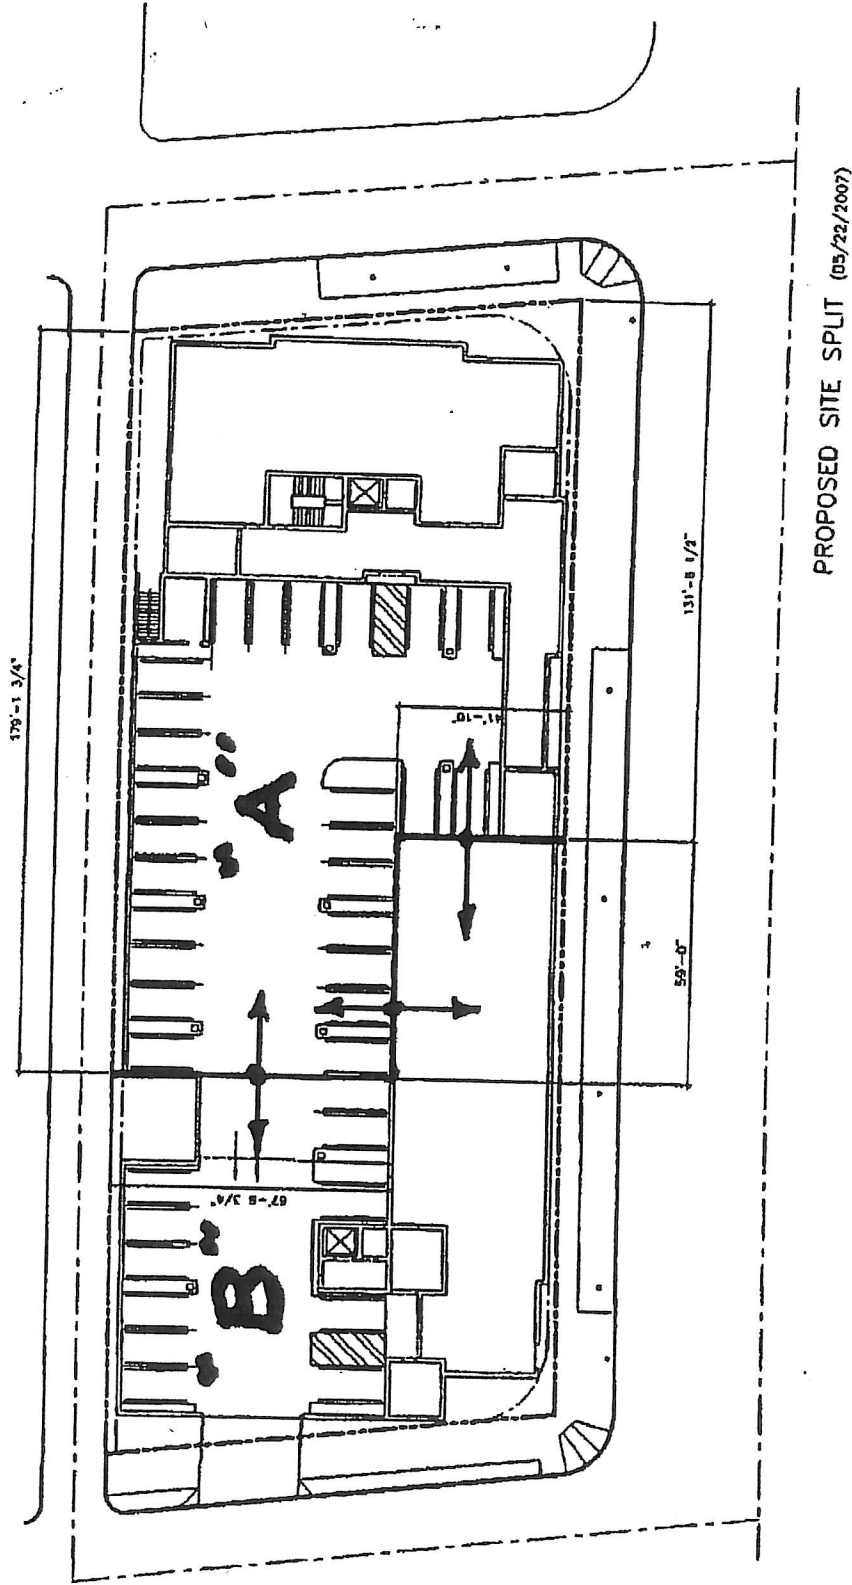 179'-1 3/4"
"A"
41'-10"
131'-8 1/2"
59'-0"
67'-8 3/4"
"B"
PROPOSED SITE SPLIT (05/22/2007)